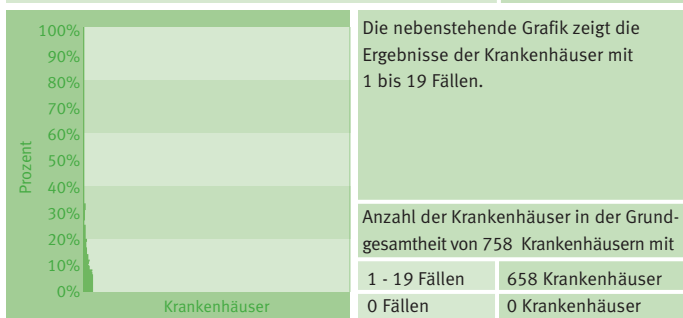 100%
90%
80%
70%
60%
50%
40%
30%
20%
10%
0%
Prozent
Krankenhäuser
Die nebenstehende Grafik zeigt die
Ergebnisse der Krankenhäuser mit
1 bis 19 Fällen.
Anzahl der Krankenhäuser in der Grund-
gesamtheit von 758 Krankenhäusern mit
1 - 19 Fällen 658 Krankenhäuser
0 Fällen 0 Krankenhäuser